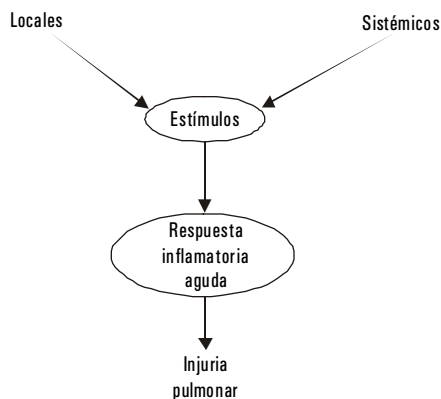 Locales
Sistémicos
Estímulos
Respuesta
inflamatoria
aguda
Injuria
pulmonar